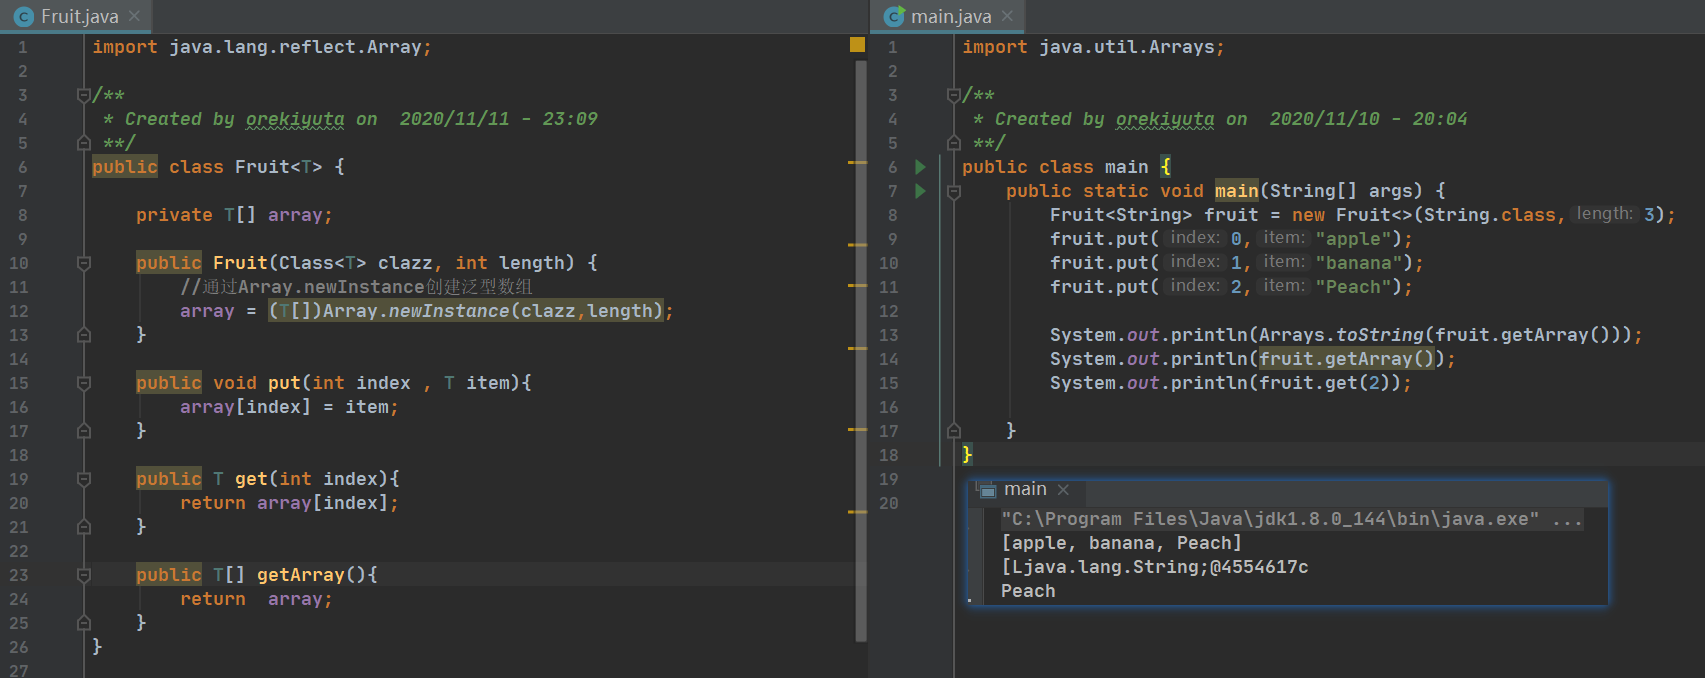 Fruit.java
1 import java.lang.reflect.Array;
2
3 /**
4 * Created by orekiyuta on 2020/11/11 - 23:09
5 **/
6 public class Fruit<T> {
7
8 private T[] array;
9
10 public Fruit(Class<T> clazz, int length) {
11 //通过Array.newInstance创建泛型数组
12 array = (T[])Array.newInstance(clazz,length);
13 }
14
15 public void put(int index , T item){
16 array[index] = item;
17 }
18
19 public T get(int index){
20 return array[index];
21 }
22
23 public T[] getArray(){
24 return array;
25 }
26 }
27
main.java
1 import java.util.Arrays;
2
3 /**
4 * Created by orekiyuta on 2020/11/10 - 20:04
5 **/
6 public class main {
7 public static void main(String[] args) {
8 Fruit<String> fruit = new Fruit<>(String.class, length: 3);
9 fruit.put( index: 0, item: "apple");
10 fruit.put( index: 1, item: "banana");
11 fruit.put( index: 2, item: "Peach");
12
13 System.out.println(Arrays.toString(fruit.getArray()));
14 System.out.println(fruit.getArray());
15 System.out.println(fruit.get(2));
16
17 }
18 }
19
20
main
"C:\Program Files\Java\jdk1.8.0_144\bin\java.exe" ...
[apple, banana, Peach]
[Ljava.lang.String;@4554617c
Peach